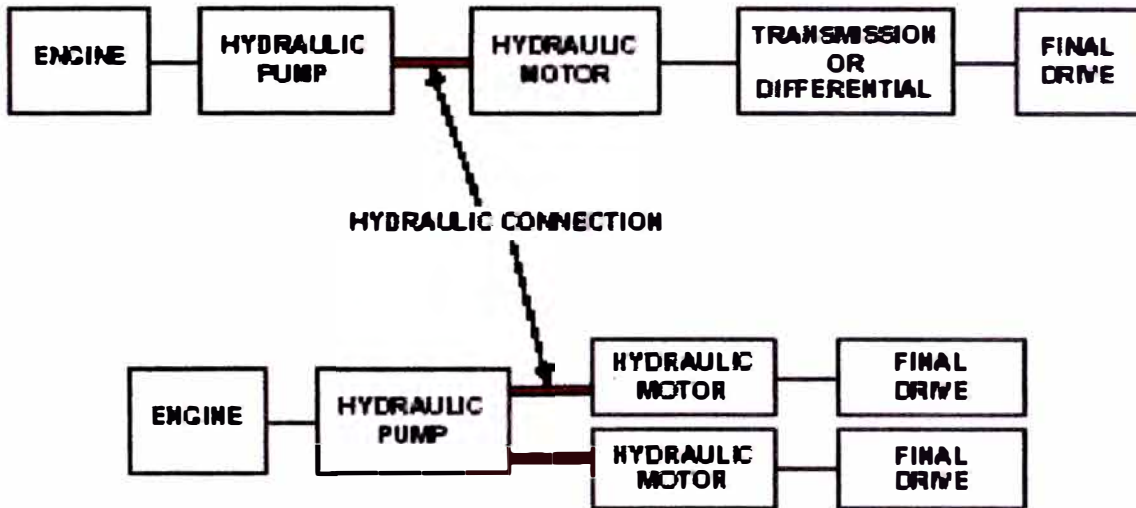 ENGINE
HYDRAULIC
PUMP
HYDRAULIC
MOTOR
TRANSMISSION
OR
DIFFERENTIAL
FINAL
DRIVE
HYDRAULIC CONNECTION
ENGINE
HYDRAULIC
PUMP
HYDRAULIC
MOTOR
FINAL
DRIVE
HYDRAULIC
MOTOR
FINAL
DRIVE